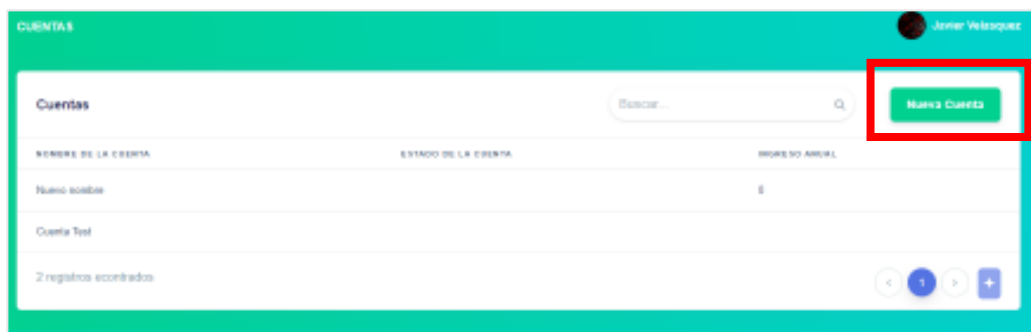 CUENTAS Javier Velasquez
Cuentas Buscar... Nueva Cuenta
NOMBRE DE LA CUENTA ESTADO DE LA CUENTA INGRESO ANUAL
Nuevo nombre
Cuenta Test
2 registros econtrados 1